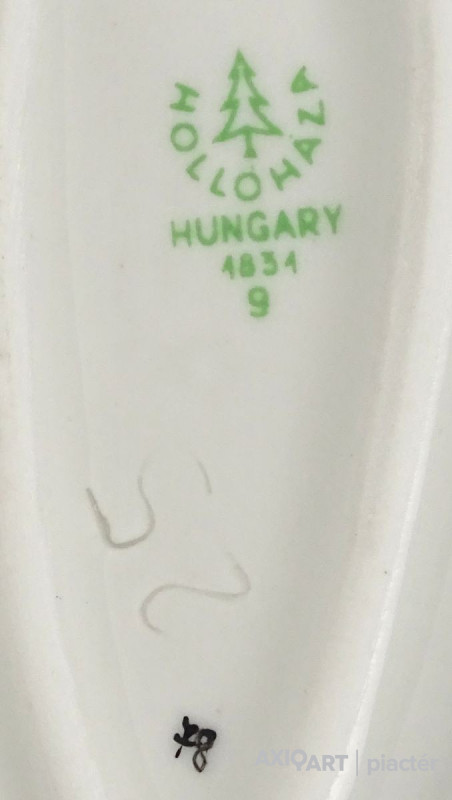 HOLLÓHÁZA
HUNGARY
1831
9
AXIOART | piactér